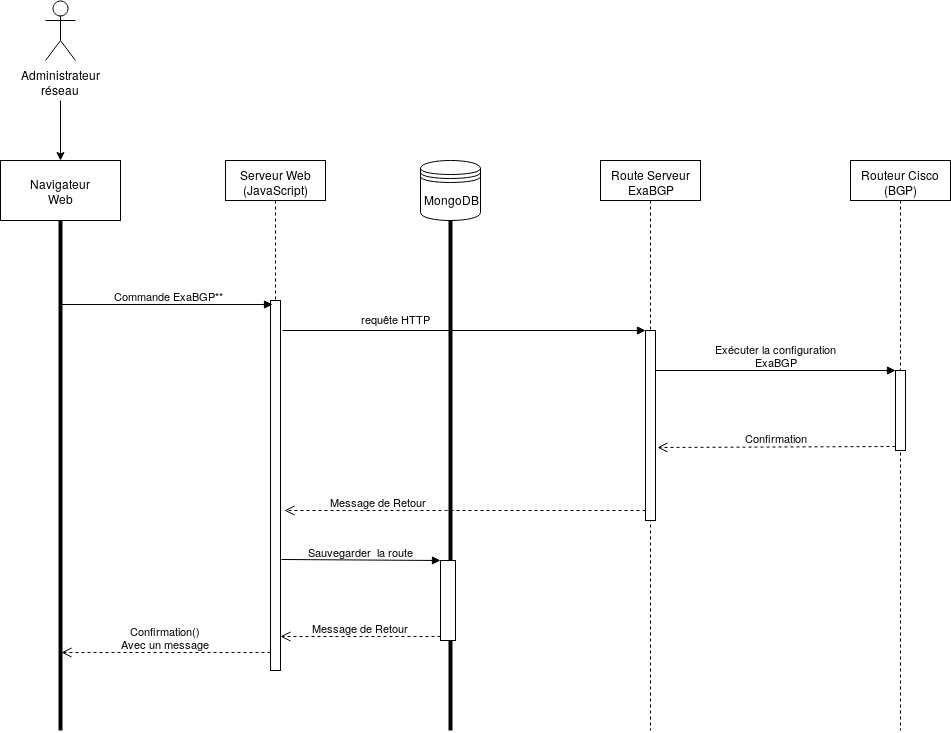 Administrateur
réseau
Navigateur
Web
Serveur Web
(JavaScript)
MongoDB
Route Serveur
ExaBGP
Routeur Cisco
(BGP)
Commande ExaBGP**
requête HTTP
Exécuter la configuration
ExaBGP
Confirmation
Message de Retour
Sauvegarder  la route
Message de Retour
Confirmation()
Avec un message